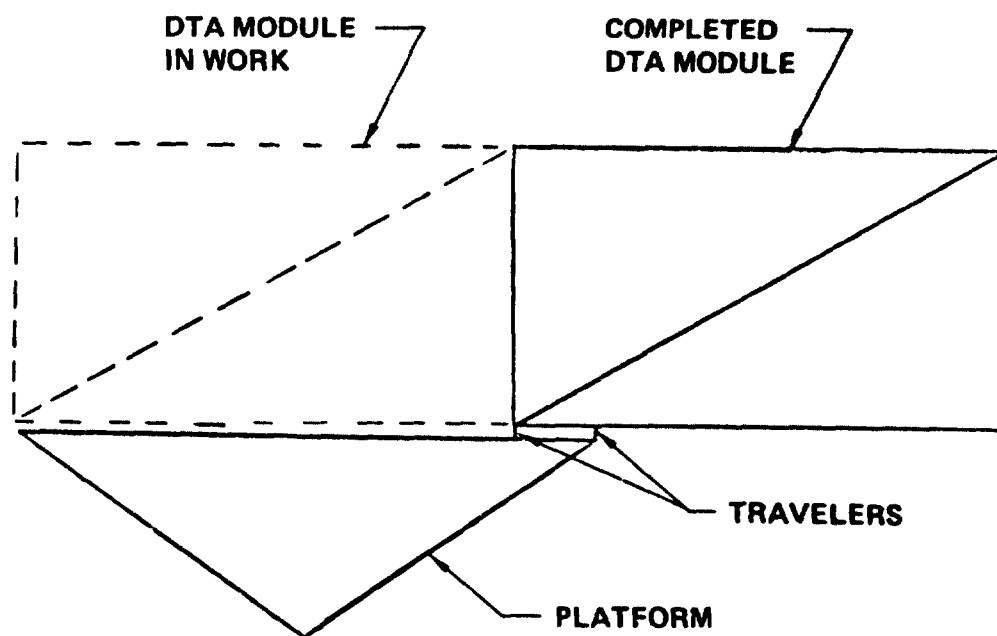 DTA MODULE
IN WORK
COMPLETED
DTA MODULE
TRAVELERS
PLATFORM